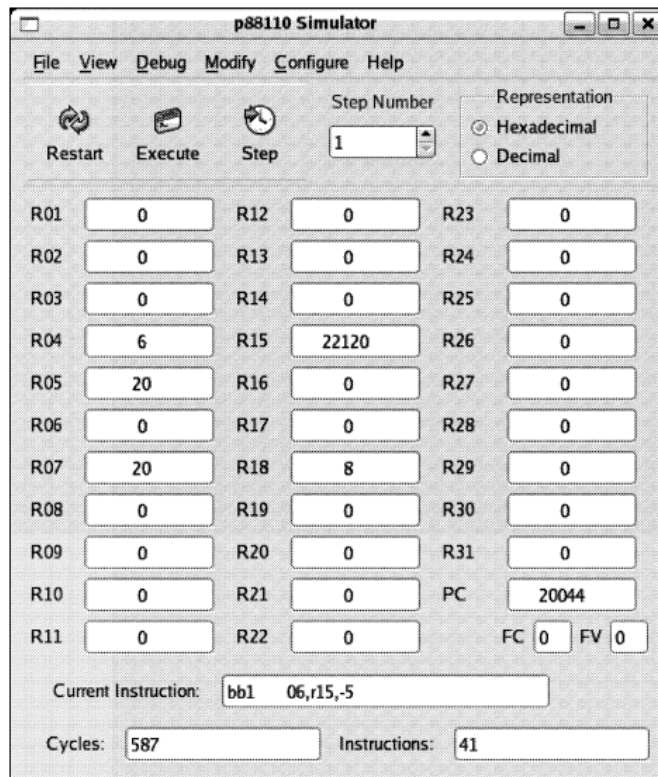 p88110 Simulator
File View Debug Modify Configure Help
Step Number
Representation
Restart Execute Step
1
Hexadecimal
Decimal
R01 0 R12 0 R23 0
R02 0 R13 0 R24 0
R03 0 R14 0 R25 0
R04 6 R15 22120 R26 0
R05 20 R16 0 R27 0
R06 0 R17 0 R28 0
R07 20 R18 8 R29 0
R08 0 R19 0 R30 0
R09 0 R20 0 R31 0
R10 0 R21 0 PC 20044
R11 0 R22 0 FC 0 FV 0
Current Instruction: bb1 06,r15,-5
Cycles: 587 Instructions: 41